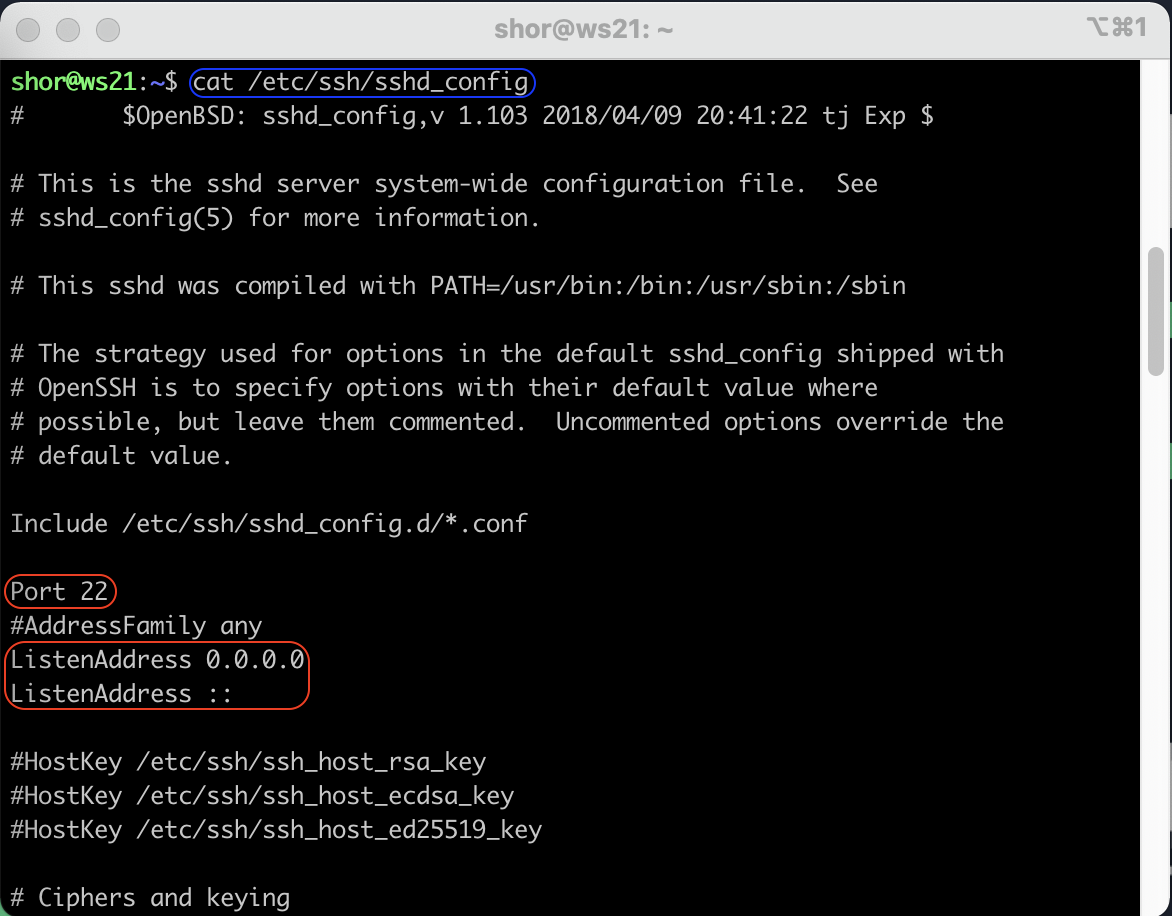 shor@ws21: ~
⌥⌘1
shor@ws21:~$ cat /etc/ssh/sshd_config
#       $OpenBSD: sshd_config,v 1.103 2018/04/09 20:41:22 tj Exp $
# This is the sshd server system-wide configuration file.  See
# sshd_config(5) for more information.
# This sshd was compiled with PATH=/usr/bin:/bin:/usr/sbin:/sbin
# The strategy used for options in the default sshd_config shipped with
# OpenSSH is to specify options with their default value where
# possible, but leave them commented.  Uncommented options override the
# default value.
Include /etc/ssh/sshd_config.d/*.conf
Port 22
#AddressFamily any
ListenAddress 0.0.0.0
ListenAddress ::
#HostKey /etc/ssh/ssh_host_rsa_key
#HostKey /etc/ssh/ssh_host_ecdsa_key
#HostKey /etc/ssh/ssh_host_ed25519_key
# Ciphers and keying